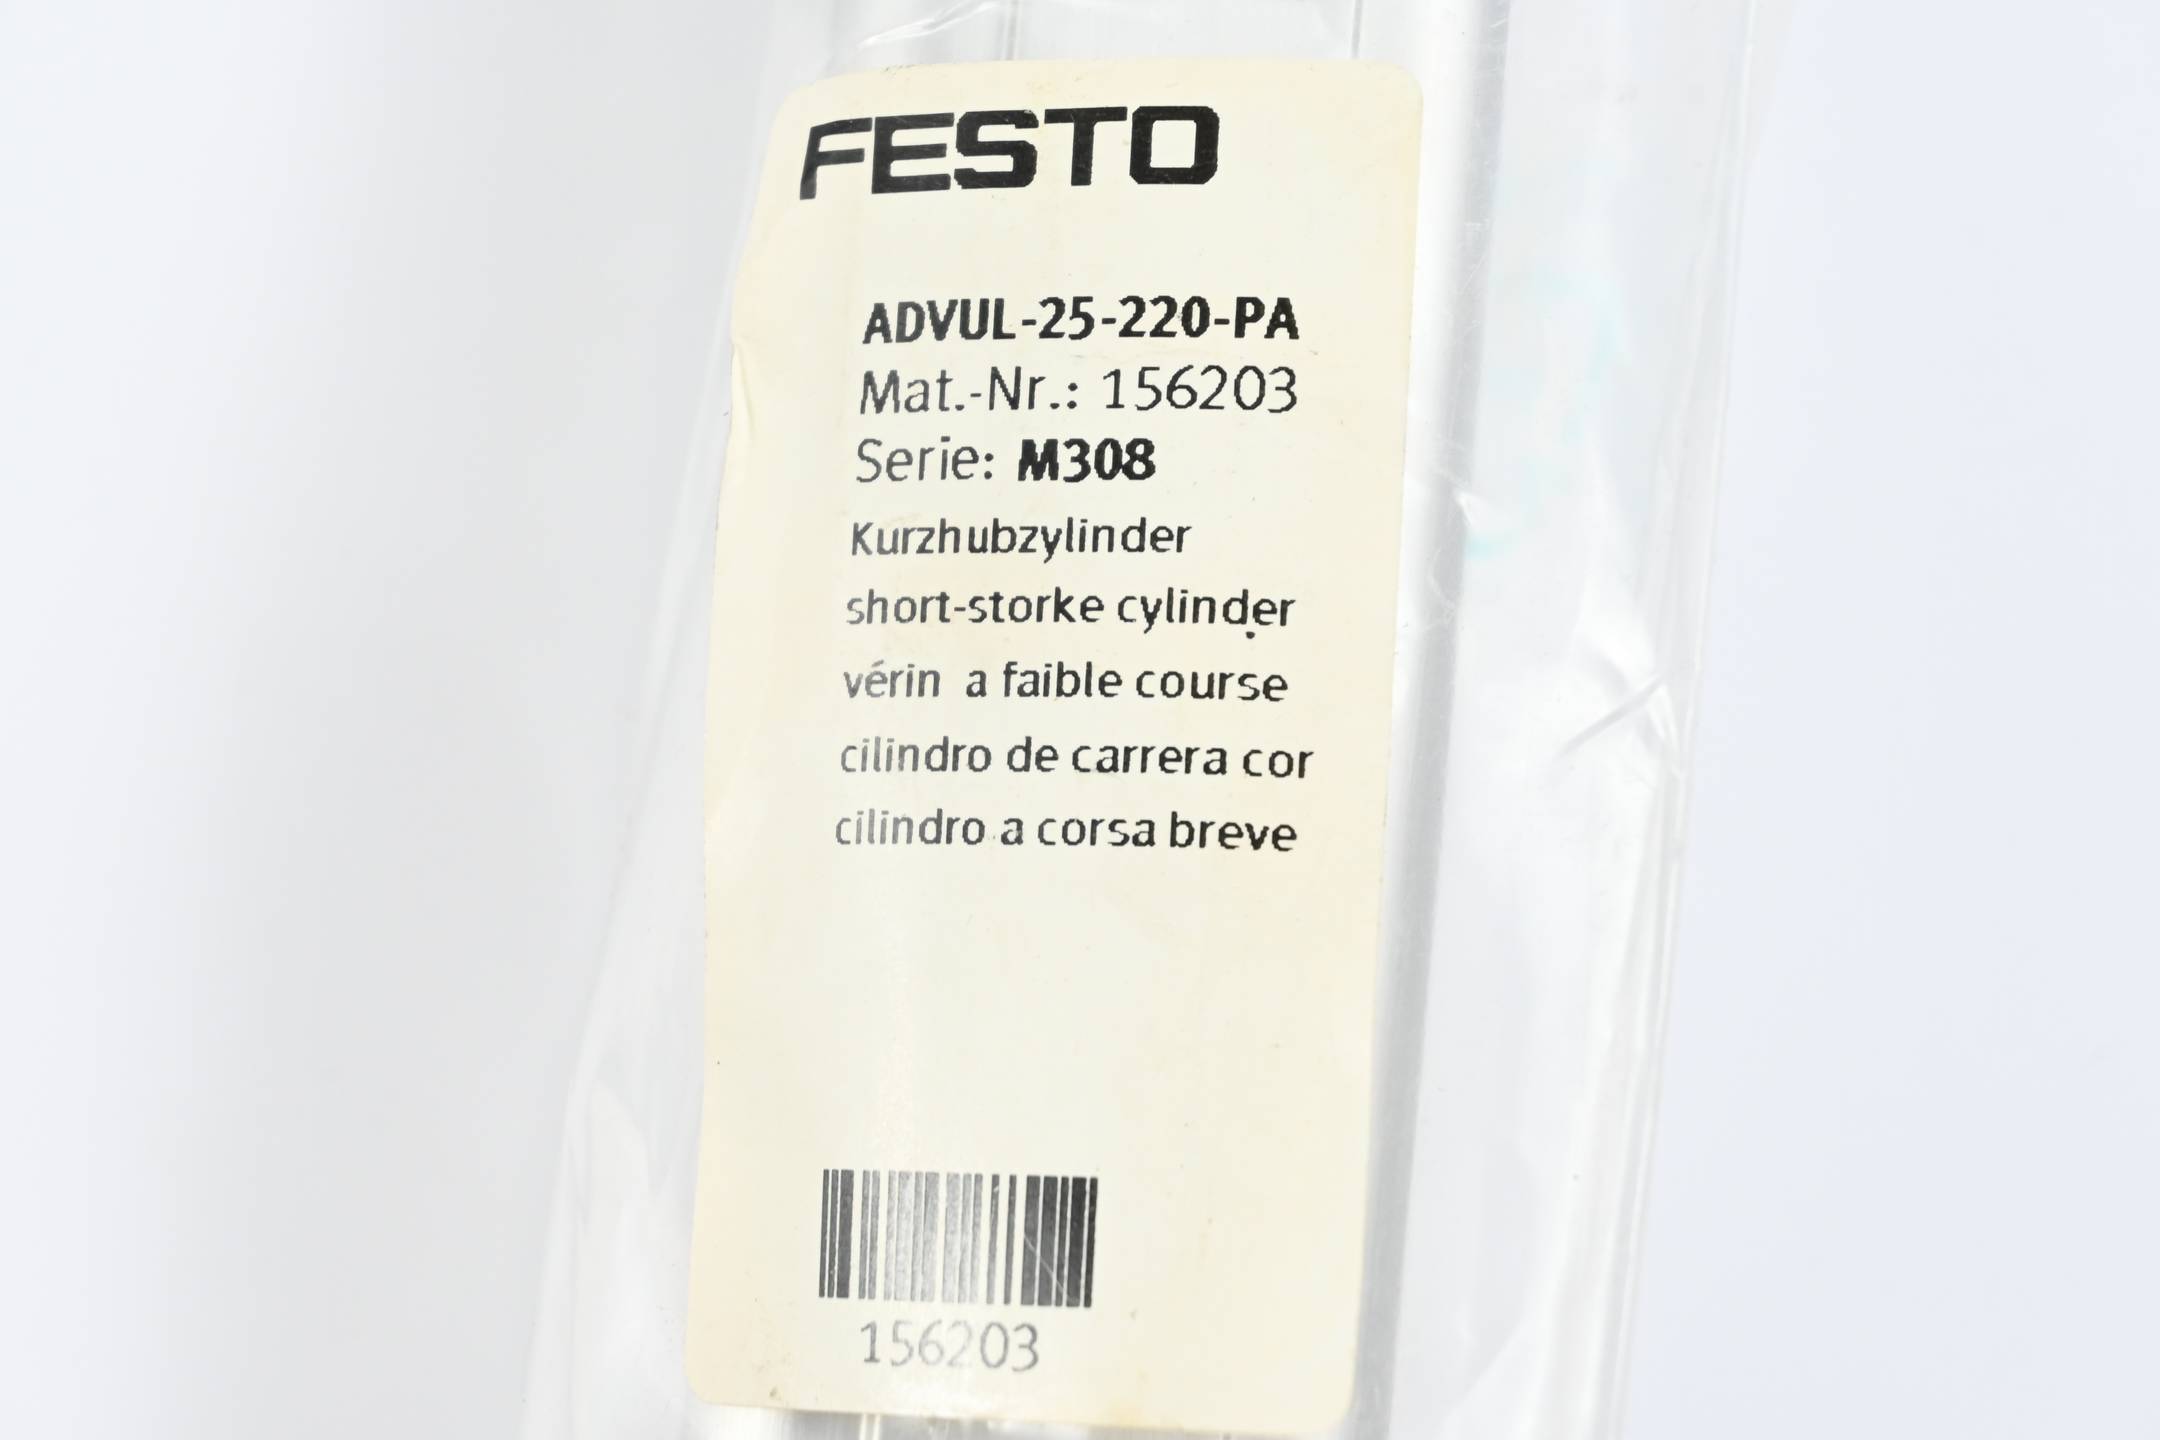 FESTO
ADVUL-25-220-PA
Mat.-Nr.: 156203
Serie: M308
Kurzhubzylinder
short-storke cylinder
vérin a faible course
cilindro de carrera cor
cilindro a corsa breve
156203